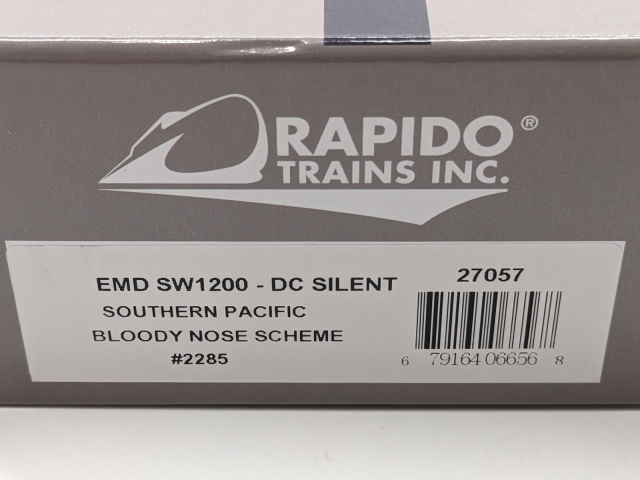 RAPIDO®
TRAINS INC.
EMD SW1200 - DC SILENT
27057
SOUTHERN PACIFIC
BLOODY NOSE SCHEME
#2285
6 79164 06656 8